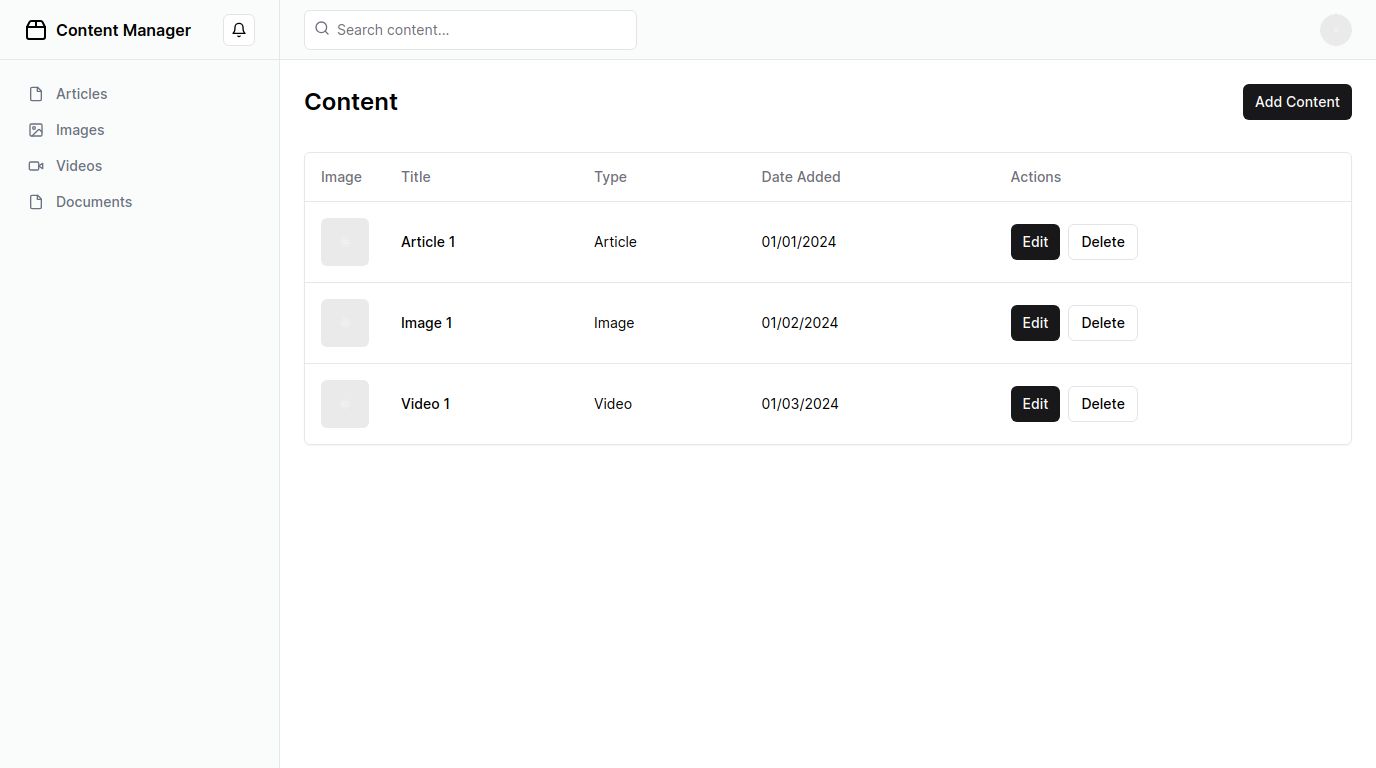 Content Manager
Search content...
Articles
Images
Videos
Documents
Content
Add Content
Image Title Type Date Added Actions
Article 1 Article 01/01/2024 Edit Delete
Image 1 Image 01/02/2024 Edit Delete
Video 1 Video 01/03/2024 Edit Delete